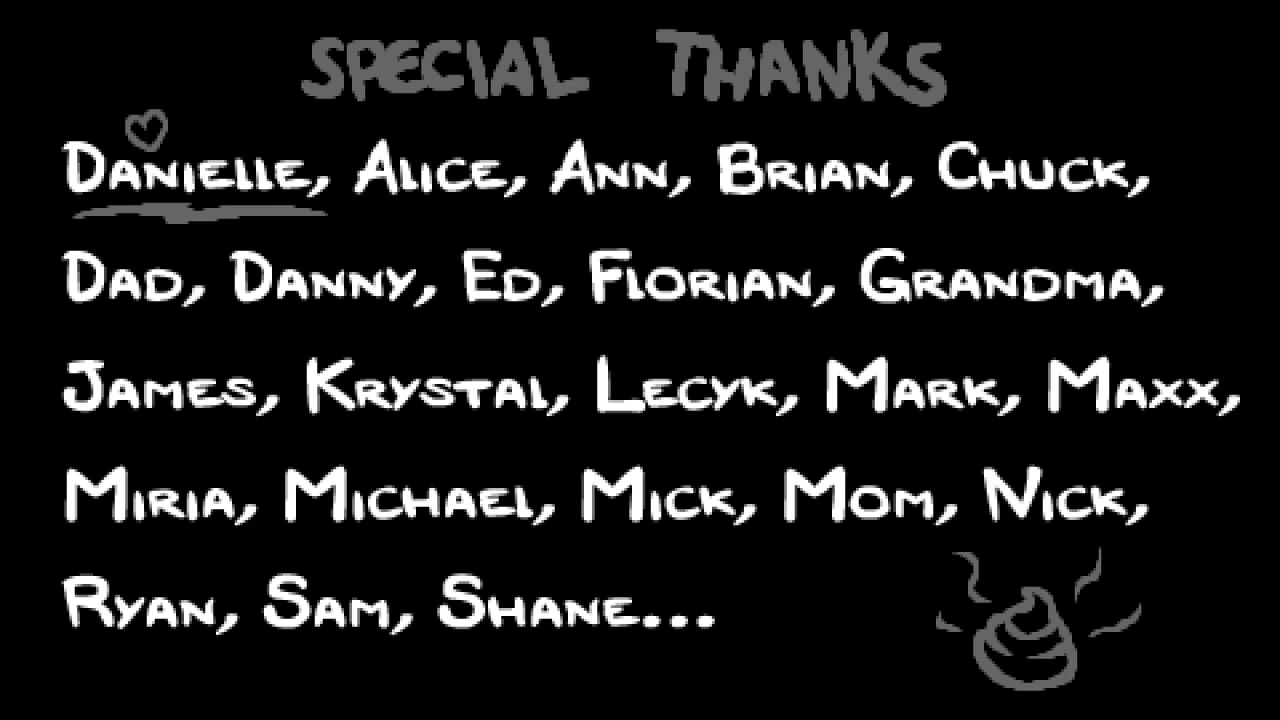 SPECIAL THANKS
DANIELLE, ALICE, ANN, BRIAN, CHUCK,
DAD, DANNY, ED, FLORIAN, GRANDMA,
JAMES, KRYSTAL, LECYK, MARK, MAXX,
MIRIA, MICHAEL, MICK, MOM, NICK,
RYAN, SAM, SHANE...